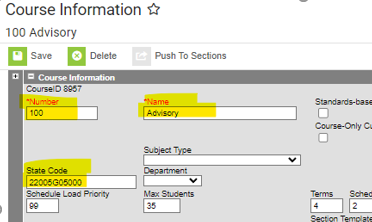 Course Information ☆
100 Advisory
Save Delete Push To Sections
Course Information
CourseID 8957
*Number *Name Standards-base
100 Advisory
Course-Only Cu
Subject Type
State Code Department
22005G05000
Schedule Load Priority Max Students Terms Sched
99 35 4 2
Section Template